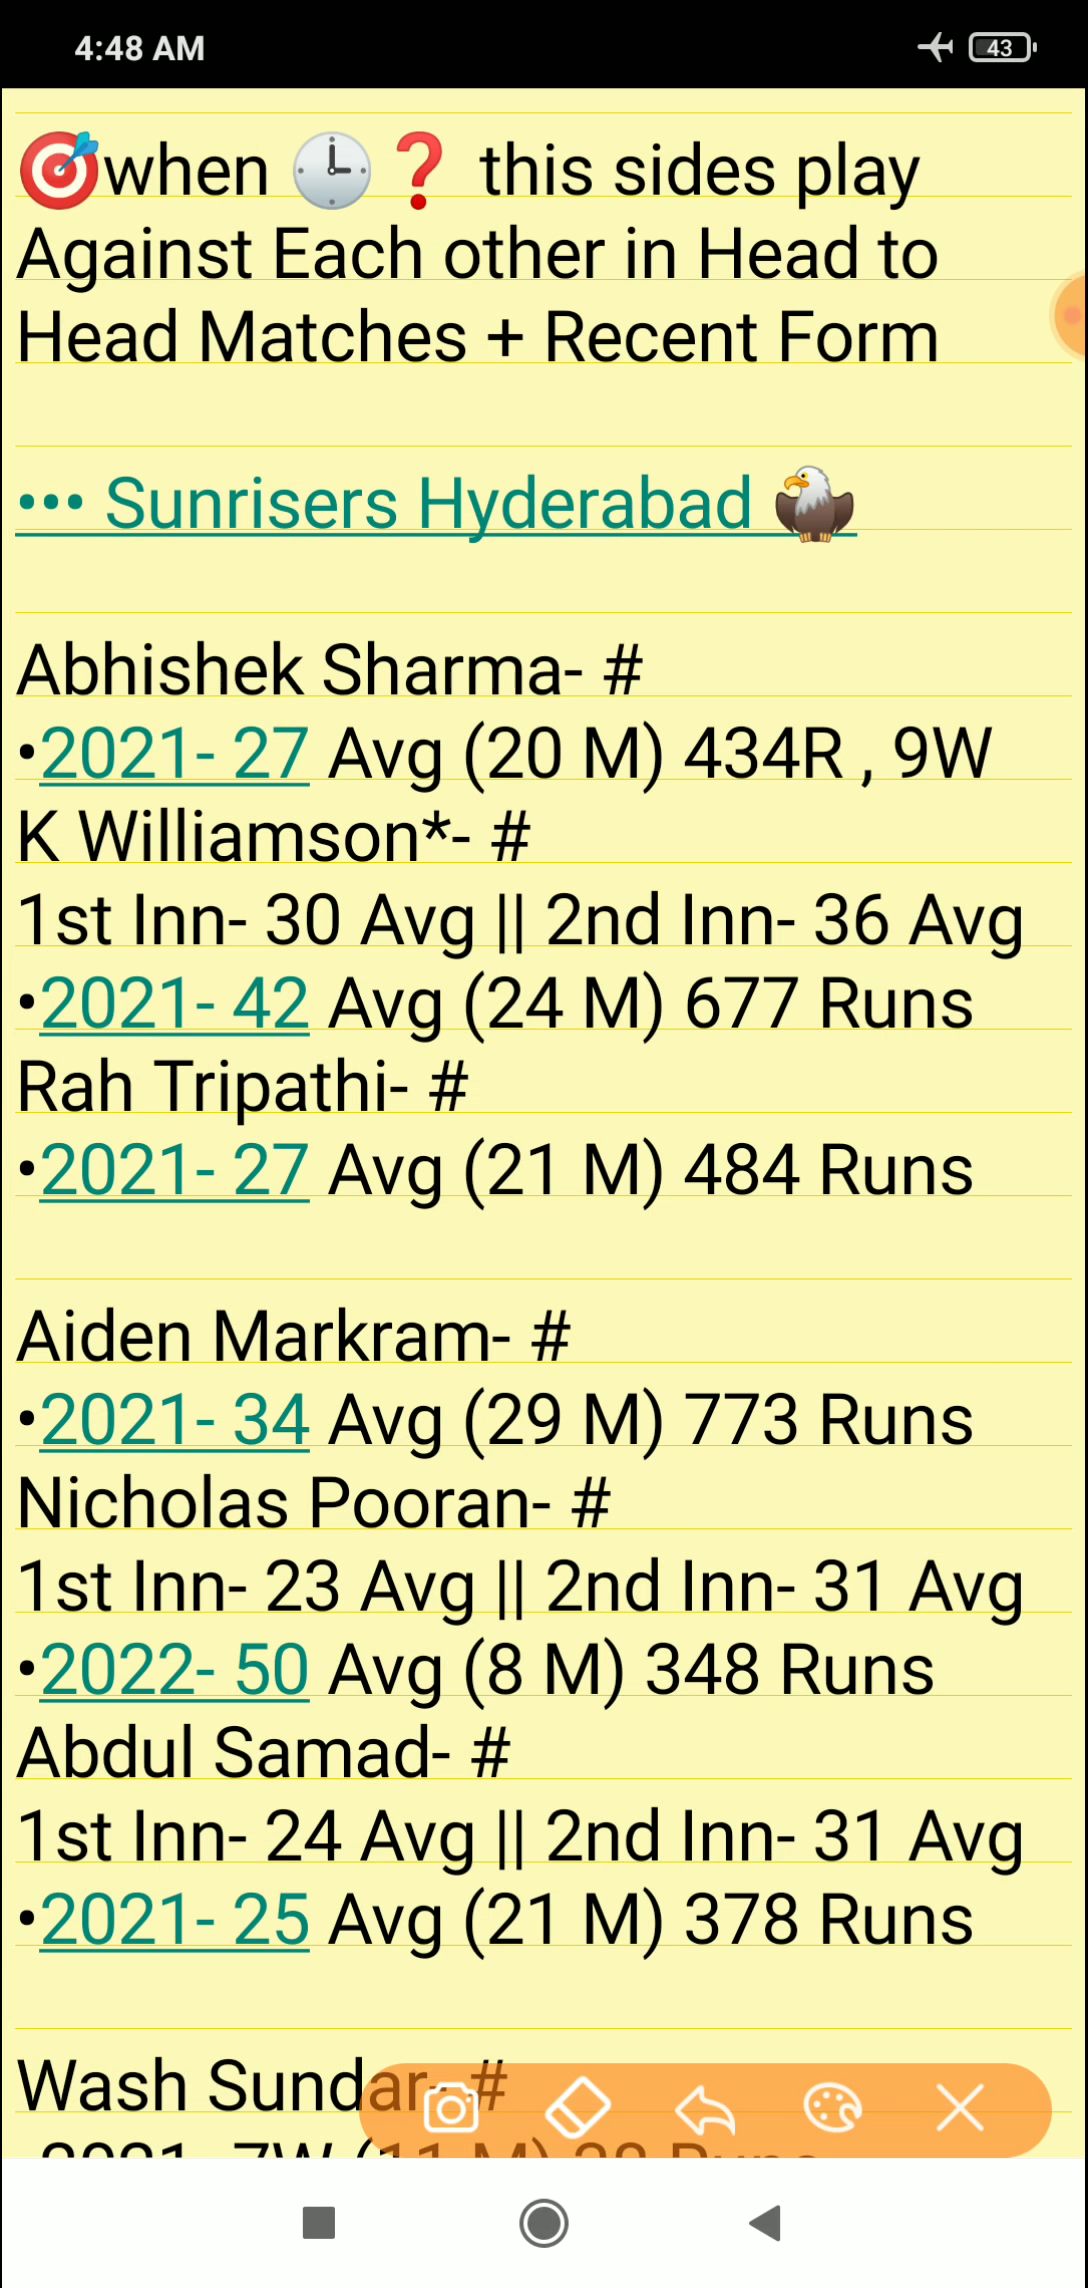 4:48 AM
43
🎯when 🕒❓ this sides play
Against Each other in Head to
Head Matches + Recent Form
••• Sunrisers Hyderabad 🦅
Abhishek Sharma- #
•2021- 27 Avg (20 M) 434R , 9W
K Williamson*- #
1st Inn- 30 Avg || 2nd Inn- 36 Avg
•2021- 42 Avg (24 M) 677 Runs
Rah Tripathi- #
•2021- 27 Avg (21 M) 484 Runs
Aiden Markram- #
•2021- 34 Avg (29 M) 773 Runs
Nicholas Pooran- #
1st Inn- 23 Avg || 2nd Inn- 31 Avg
•2022- 50 Avg (8 M) 348 Runs
Abdul Samad- #
1st Inn- 24 Avg || 2nd Inn- 31 Avg
•2021- 25 Avg (21 M) 378 Runs
Wash Sundar- #